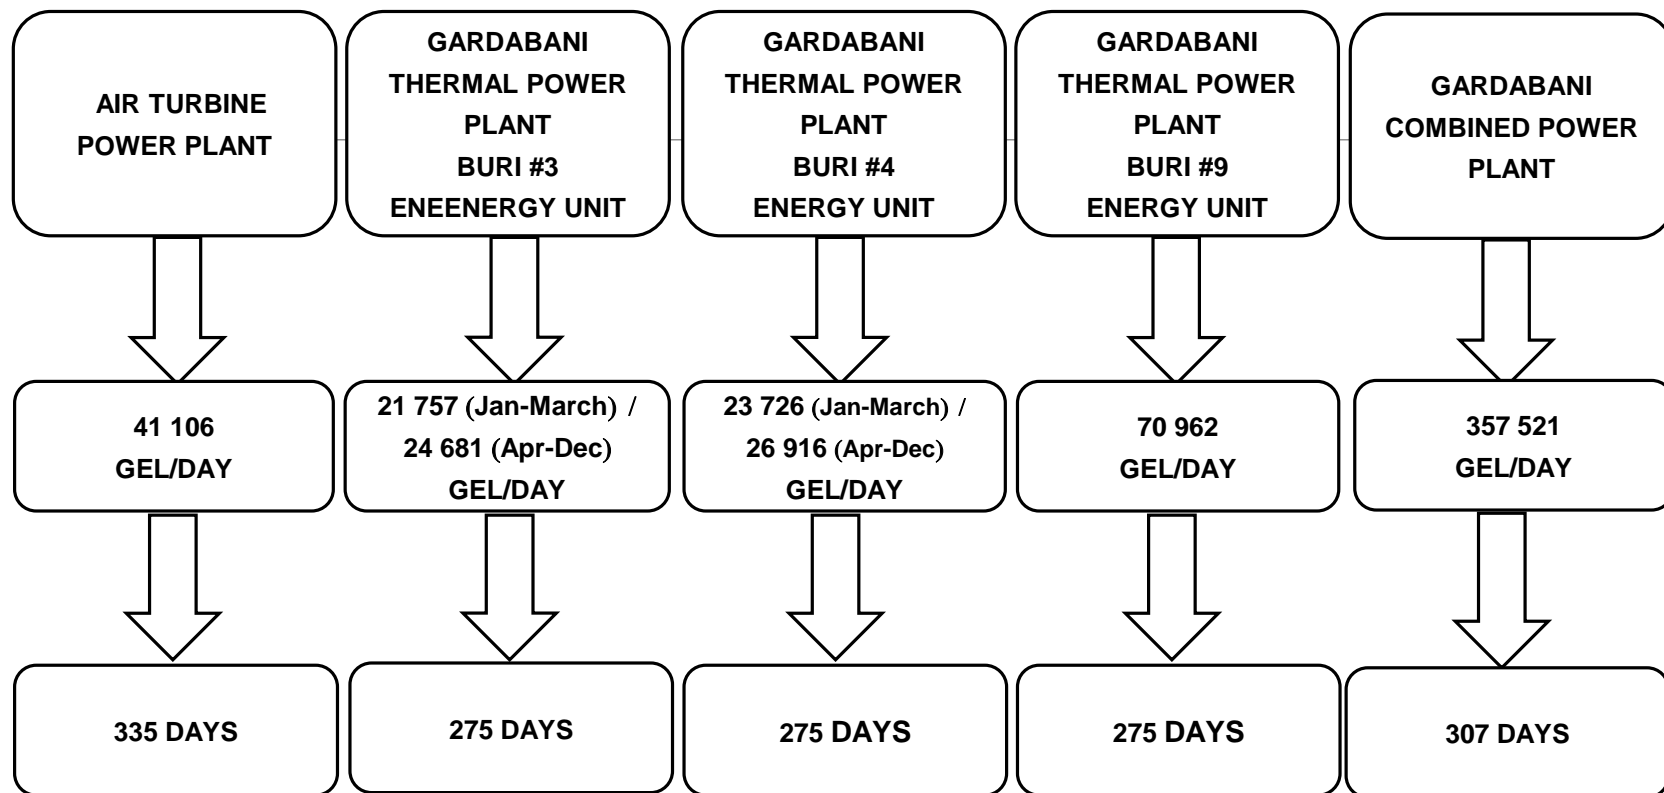 AIR TURBINE
POWER PLANT
GARDABANI
THERMAL POWER
PLANT
BURI #3
ENEENERGY UNIT
GARDABANI
THERMAL POWER
PLANT
BURI #4
ENERGY UNIT
GARDABANI
THERMAL POWER
PLANT
BURI #9
ENERGY UNIT
GARDABANI
COMBINED POWER
PLANT
41 106
GEL/DAY
21 757 (Jan-March) /
24 681 (Apr-Dec)
GEL/DAY
23 726 (Jan-March) /
26 916 (Apr-Dec)
GEL/DAY
70 962
GEL/DAY
357 521
GEL/DAY
335 DAYS
275 DAYS
275 DAYS
275 DAYS
307 DAYS